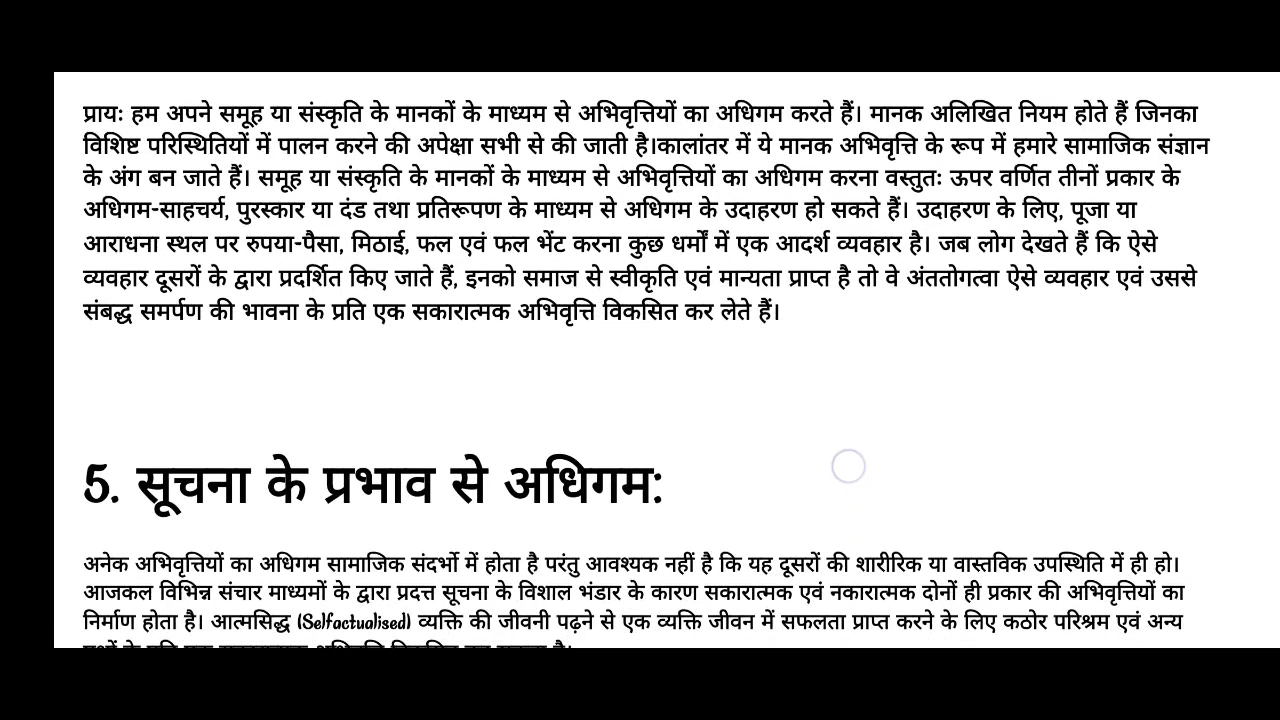 प्रायः हम अपने समूह या संस्कृति के मानकों के माध्यम से अभिवृत्तियों का अधिगम करते हैं। मानक अलिखित नियम होते हैं जिनका
विशिष्ट परिस्थितियों में पालन करने की अपेक्षा सभी से की जाती है।कालांतर में ये मानक अभिवृत्ति के रूप में हमारे सामाजिक संज्ञान
के अंग बन जाते हैं। समूह या संस्कृति के मानकों के माध्यम से अभिवृत्तियों का अधिगम करना वस्तुतः ऊपर वर्णित तीनों प्रकार के
अधिगम-साहचर्य, पुरस्कार या दंड तथा प्रतिरूपण के माध्यम से अधिगम के उदाहरण हो सकते हैं। उदाहरण के लिए, पूजा या
आराधना स्थल पर रुपया-पैसा, मिठाई, फल एवं फल भेंट करना कुछ धर्मों में एक आदर्श व्यवहार है। जब लोग देखते हैं कि ऐसे
व्यवहार दूसरों के द्वारा प्रदर्शित किए जाते हैं, इनको समाज से स्वीकृति एवं मान्यता प्राप्त है तो वे अंततोगत्वा ऐसे व्यवहार एवं उससे
संबद्ध समर्पण की भावना के प्रति एक सकारात्मक अभिवृत्ति विकसित कर लेते हैं।
5. सूचना के प्रभाव से अधिगम:
अनेक अभिवृत्तियों का अधिगम सामाजिक संदर्भो में होता है परंतु आवश्यक नहीं है कि यह दूसरों की शारीरिक या वास्तविक उपस्थिति में ही हो।
आजकल विभिन्न संचार माध्यमों के द्वारा प्रदत्त सूचना के विशाल भंडार के कारण सकारात्मक एवं नकारात्मक दोनों ही प्रकार की अभिवृत्तियों का
निर्माण होता है। आत्मसिद्ध (Selfactualised) व्यक्ति की जीवनी पढ़ने से एक व्यक्ति जीवन में सफलता प्राप्त करने के लिए कठोर परिश्रम एवं अन्य